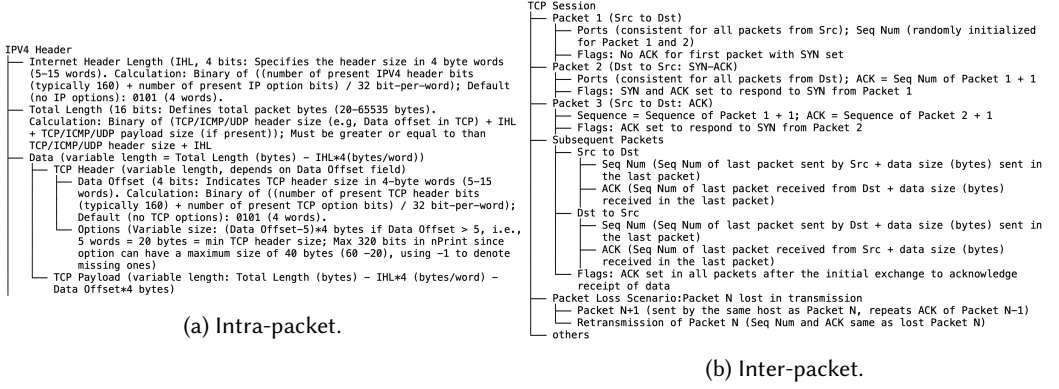 IPV4 Header
Internet Header Length (IHL, 4 bits: Specifies the header size in 4 byte words
(5-15 words). Calculation: Binary of ((number of present IPV4 header bits
(typically 160) + number of present IP option bits) / 32 bit-per-word); Default
(no IP options): 0101 (4 words).
Total Length (16 bits: Defines total packet bytes (20-65535 bytes).
Calculation: Binary of (TCP/ICMP/UDP header size (e.g, Data offset in TCP) + IHL
+ TCP/ICMP/UDP payload size (if present)); Must be greater or equal to than
TCP/ICMP/UDP header size + IHL
Data (variable length = Total Length (bytes) - IHL*4(bytes/word))
TCP Header (variable length, depends on Data Offset field)
Data Offset (4 bits: Indicates TCP header size in 4-byte words (5-15
words). Calculation: Binary of ((number of present TCP header bits
(typically 160) + number of present TCP option bits) / 32 bit-per-word);
Default (no TCP options): 0101 (4 words).
Options (Variable size: (Data Offset-5)*4 bytes if Data Offset > 5, i.e.,
5 words = 20 bytes = min TCP header size; Max 320 bits in nPrint since
option can have a maximum size of 40 bytes (60 -20), using -1 to denote
missing ones)
TCP Payload (variable length: Total Length (bytes) - IHL*4 (bytes/word) -
Data Offset*4 bytes)
(a) Intra-packet.
TCP Session
Packet 1 (Src to Dst)
Ports (consistent for all packets from Src); Seq Num (randomly initialized
for Packet 1 and 2)
Flags: No ACK for first packet with SYN set
Packet 2 (Dst to Src: SYN-ACK)
Ports (consistent for all packets from Dst); ACK = Seq Num of Packet 1 + 1
Flags: SYN and ACK set to respond to SYN from Packet 1
Packet 3 (Src to Dst: ACK)
Sequence = Sequence of Packet 1 + 1; ACK = Sequence of Packet 2 + 1
Flags: ACK set to respond to SYN from Packet 2
Subsequent Packets
Src to Dst
Seq Num (Seq Num of last packet sent by Src + data size (bytes) sent in
the last packet)
ACK (Seq Num of last packet received from Dst + data size (bytes)
received in the last packet)
Dst to Src
Seq Num (Seq Num of last packet sent by Dst + data size (bytes) sent in
the last packet)
ACK (Seq Num of last packet received from Src + data size (bytes)
received in the last packet)
Flags: ACK set in all packets after the initial exchange to acknowledge
receipt of data
Packet Loss Scenario:Packet N lost in transmission
Packet N+1 (sent by the same host as Packet N, repeats ACK of Packet N-1)
Retransmission of Packet N (Seq Num and ACK same as lost Packet N)
others
(b) Inter-packet.